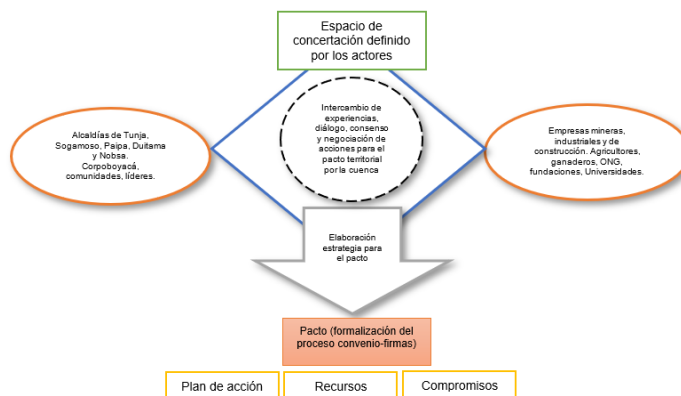 Espacio de
concertación definido
por los actores
Intercambio de
experiencias,
diálogo, consenso
y negociación de
acciones para el
pacto territorial
por la cuenca
Alcaldías de Tunja,
Sogamoso, Paipa, Duitama
y Nobsa.
Corpoboyacá,
comunidades, líderes.
Empresas mineras,
industriales y de
construcción. Agricultores,
ganaderos, ONG,
fundaciones, Universidades.
Elaboración
estrategia para
el pacto
Pacto (formalización del
proceso convenio-firmas)
Plan de acción
Recursos
Compromisos